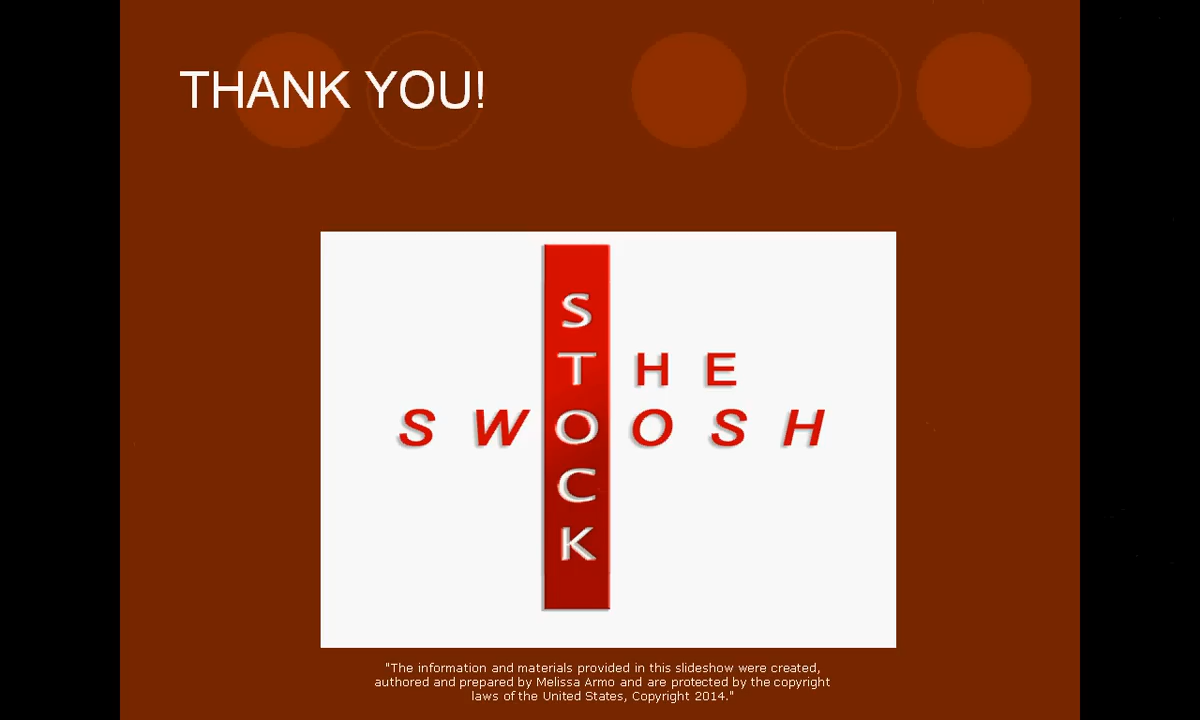 THANK YOU!
STOCK
THE
SWOOSH
"The information and materials provided in this slideshow were created,
authored and prepared by Melissa Armo and are protected by the copyright
laws of the United States, Copyright 2014."